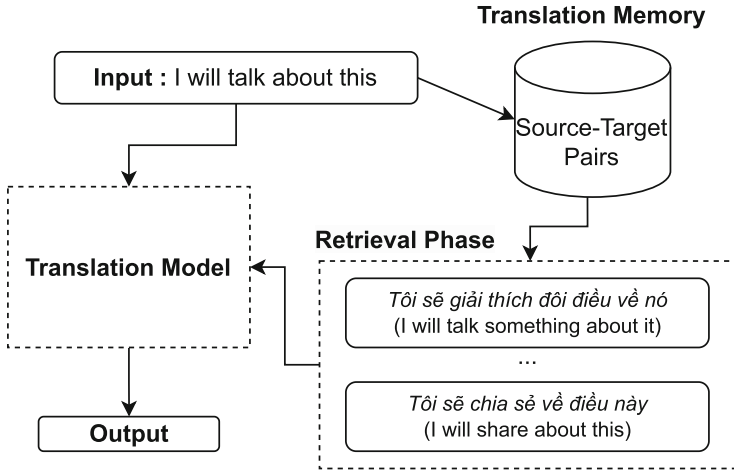 Translation Memory
Input : I will talk about this
Source-Target
Pairs
Retrieval Phase
Translation Model
Tôi sẽ giải thích đôi điều về nó
(I will talk something about it)
...
Tôi sẽ chia sẻ về điều này
(I will share about this)
Output